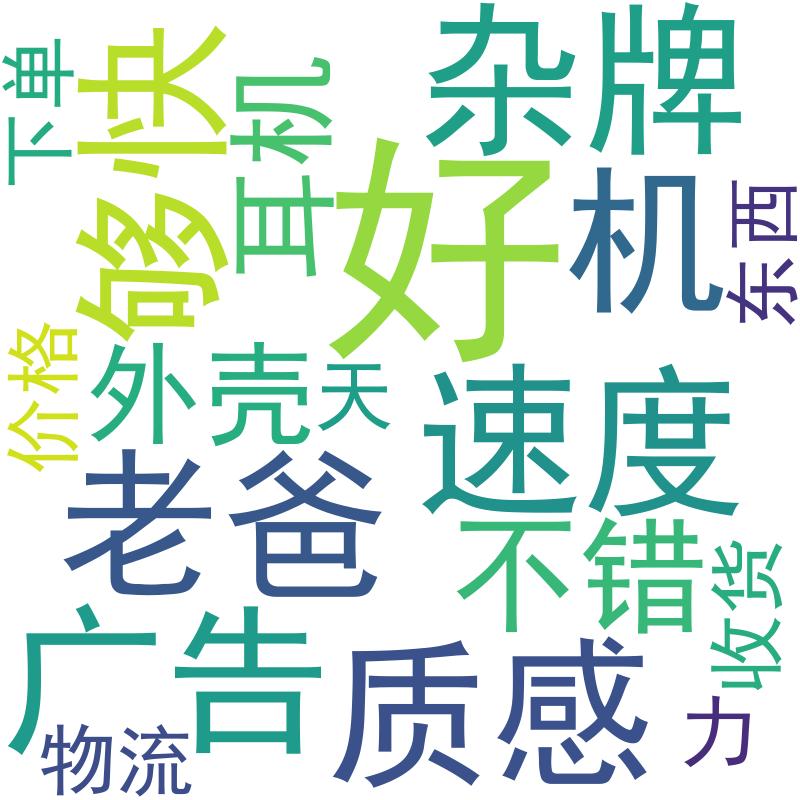 杂牌
下单
够快
耳机
好
机
东西
价格
外壳
天
速度
老爸
不错
收货
广告
质感
物流
力